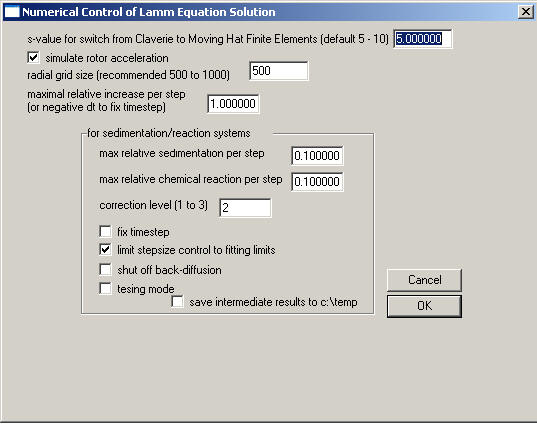 Numerical Control of Lamm Equation Solution
s-value for switch from Claverie to Moving Hat Finite Elements (default 5 - 10) 5.000000
simulate rotor acceleration
radial grid size (recommended 500 to 1000) 500
maximal relative increase per step
(or negative dt to fix timestep) 1.000000
for sedimentation/reaction systems
max relative sedimentation per step 0.100000
max relative chemical reaction per step 0.100000
correction level (1 to 3) 2
fix timestep
limit stepsize control to fitting limits
shut off back-diffusion
tesing mode
save intermediate results to c:\temp
Cancel
OK